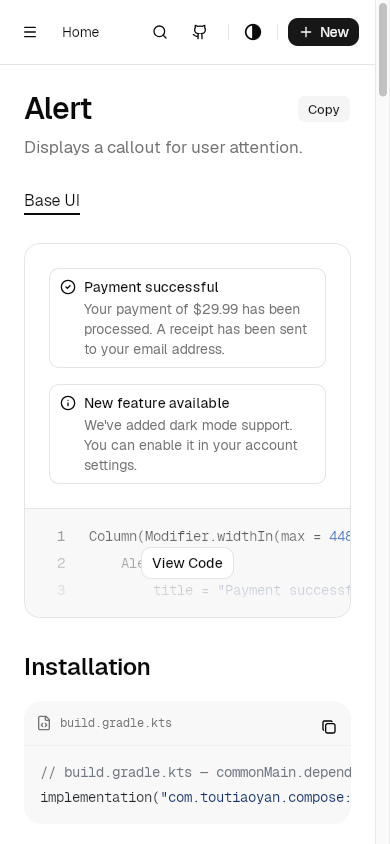 Home
New
Alert
Copy
Displays a callout for user attention.
Base UI
Payment successful
Your payment of $29.99 has been
processed. A receipt has been sent
to your email address.
New feature available
We've added dark mode support.
You can enable it in your account
settings.
1 Column(Modifier.widthIn(max = 448
2 Ale
View Code
3 title = "Payment successf
Installation
build.gradle.kts
// build.gradle.kts — commonMain.depend
implementation("com.toutiaoyan.compose: